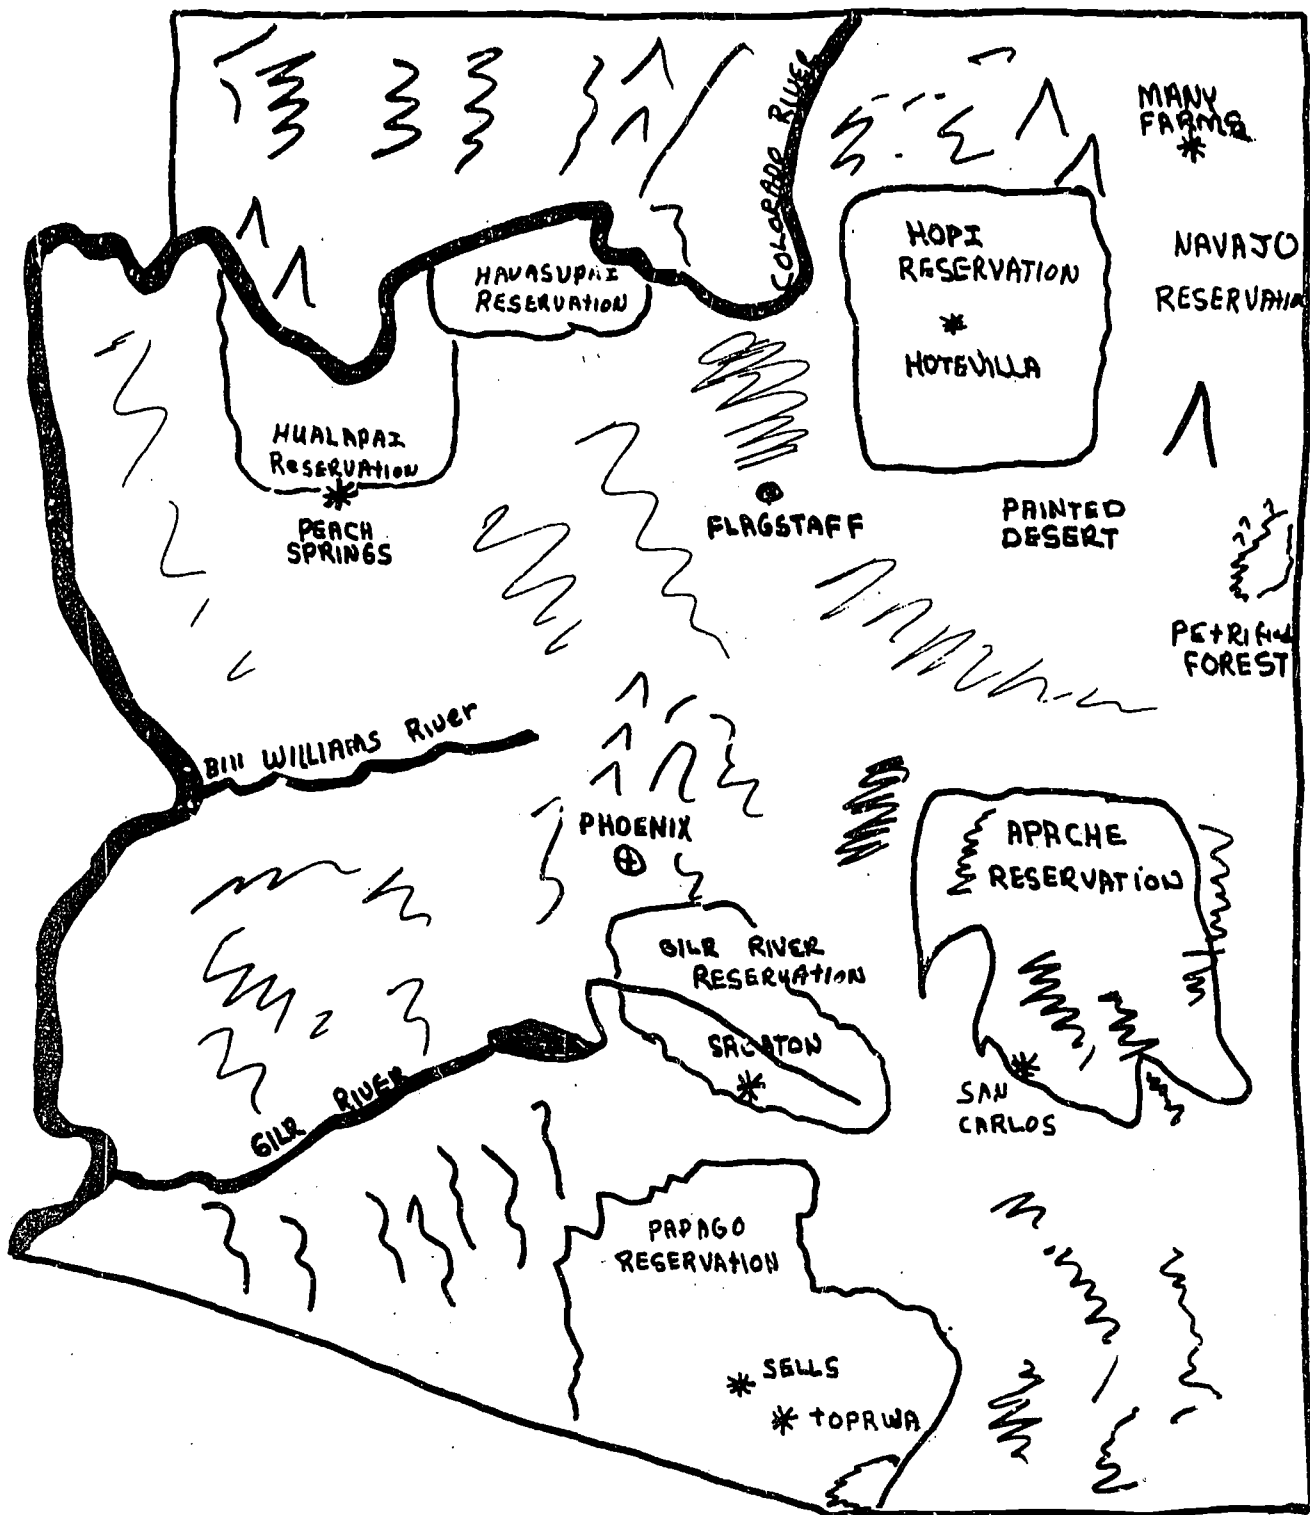 COLORADO RIVER
MANY
FARMS
HOPI
RESERVATION
HOTEVILLA
NAVAJO
RESERVATION
HAVASUPAI
RESERVATION
HUALAPAI
RESERVATION
PEACH
SPRINGS
FLAGSTAFF
PAINTED
DESERT
PEtRified
FOREST
Bill WILLIAMS River
PHOENIX
APACHE
RESERVATiON
GILA RIVER
RESERVAtION
SACATON
GILA RIVER
SAN
CARLOS
PAPAGO
RESERVATION
SELLS
tOPAWA